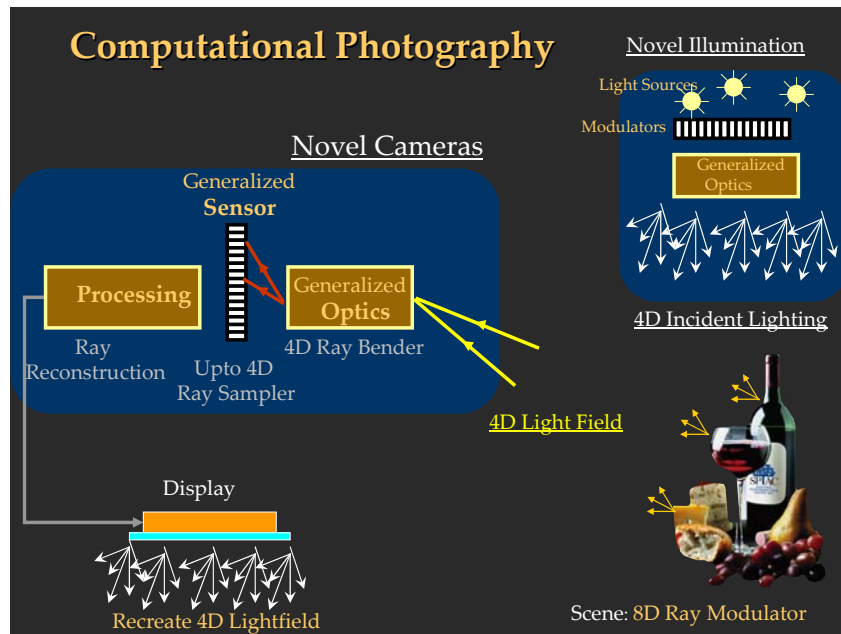 Computational Photography
Novel Illumination
Light Sources
Modulators
Generalized
Optics
4D Incident Lighting
Novel Cameras
Generalized
Sensor
Processing
Generalized
Optics
Ray
Reconstruction
Upto 4D
Ray Sampler
4D Ray Bender
4D Light Field
Display
Recreate 4D Lightfield
SPIAC
Scene: 8D Ray Modulator